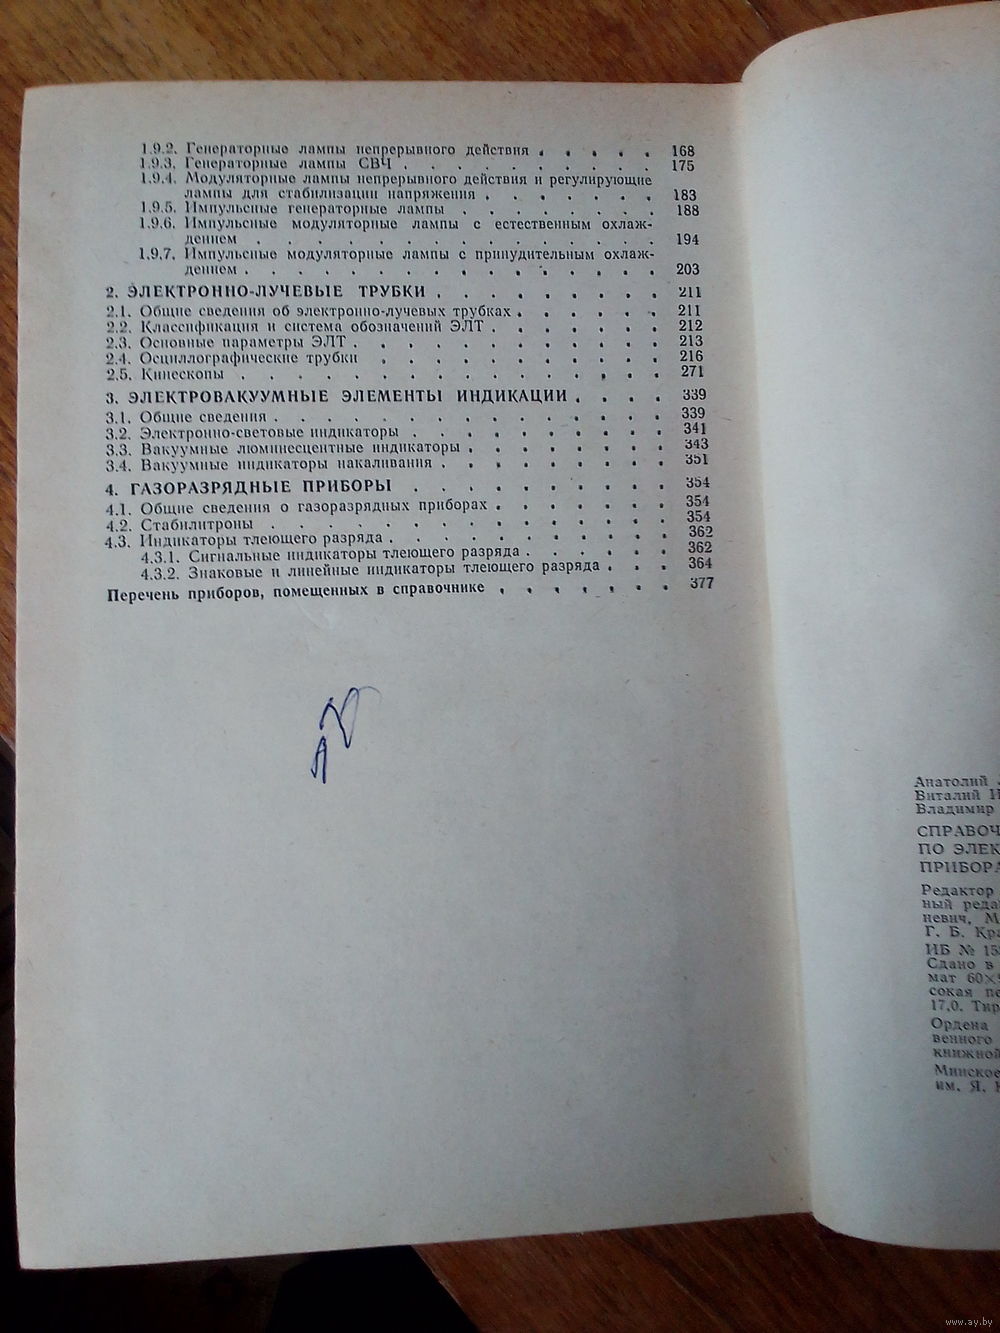 1.9.2. Генераторные лампы непрерывного действия . . . . . 168
1.9.3. Генераторные лампы СВЧ . . . . . . . . . 175
1.9.4. Модуляторные лампы непрерывного действия и регулирующие
лампы для стабилизации напряжения . . . . . . . 183
1.9.5. Импульсные генераторные лампы . . . . . . . . 188
1.9.6. Импульсные модуляторные лампы с естественным охлаж-
дением . . . . . . . . . . . . . . 194
1.9.7. Импульсные модуляторные лампы с принудительным охлаж-
дением . . . . . . . . . . . . . . 203
2. ЭЛЕКТРОННО-ЛУЧЕВЫЕ ТРУБКИ . . . . . . . . . 211
2.1. Общие сведения об электронно-лучевых трубках . . . . . . 211
2.2. Классификация и система обозначений ЭЛТ . . . . . . . 212
2.3. Основные параметры ЭЛТ . . . . . . . . . . . . 213
2.4. Осциллографические трубки . . . . . . . . . . . 216
2.5. Кинескопы . . . . . . . . . . . . . . . 271
3. ЭЛЕКТРОВАКУУМНЫЕ ЭЛЕМЕНТЫ ИНДИКАЦИИ . . . . 339
3.1. Общие сведения . . . . . . . . . . . . . . . 339
3.2. Электронно-световые индикаторы . . . . . . . . . . 341
3.3. Вакуумные люминесцентные индикаторы . . . . . . . . 343
3.4. Вакуумные индикаторы накаливания . . . . . . . . . 351
4. ГАЗОРАЗРЯДНЫЕ ПРИБОРЫ . . . . . . . . . . 354
4.1. Общие сведения о газоразрядных приборах . . . . . . . 354
4.2. Стабилитроны . . . . . . . . . . . . . . . 354
4.3. Индикаторы тлеющего разряда . . . . . . . . . . . 362
4.3.1. Сигнальные индикаторы тлеющего разряда . . . . . . 362
4.3.2. Знаковые и линейные индикаторы тлеющего разряда . . . 364
Перечень приборов, помещенных в справочнике . . . . . . . 377
Анатолий
Виталий
Владимир
СПРАВОЧ
ПО ЭЛЕК
ПРИБОРА
Редактор
ный реда
невич, М
Г. Б. Кра
ИБ № 15
Сдано в
мат 60×
сокая пе
17,0. Тир
Ордена
венного
книжной
Минское
им. Я.
www.ay.by